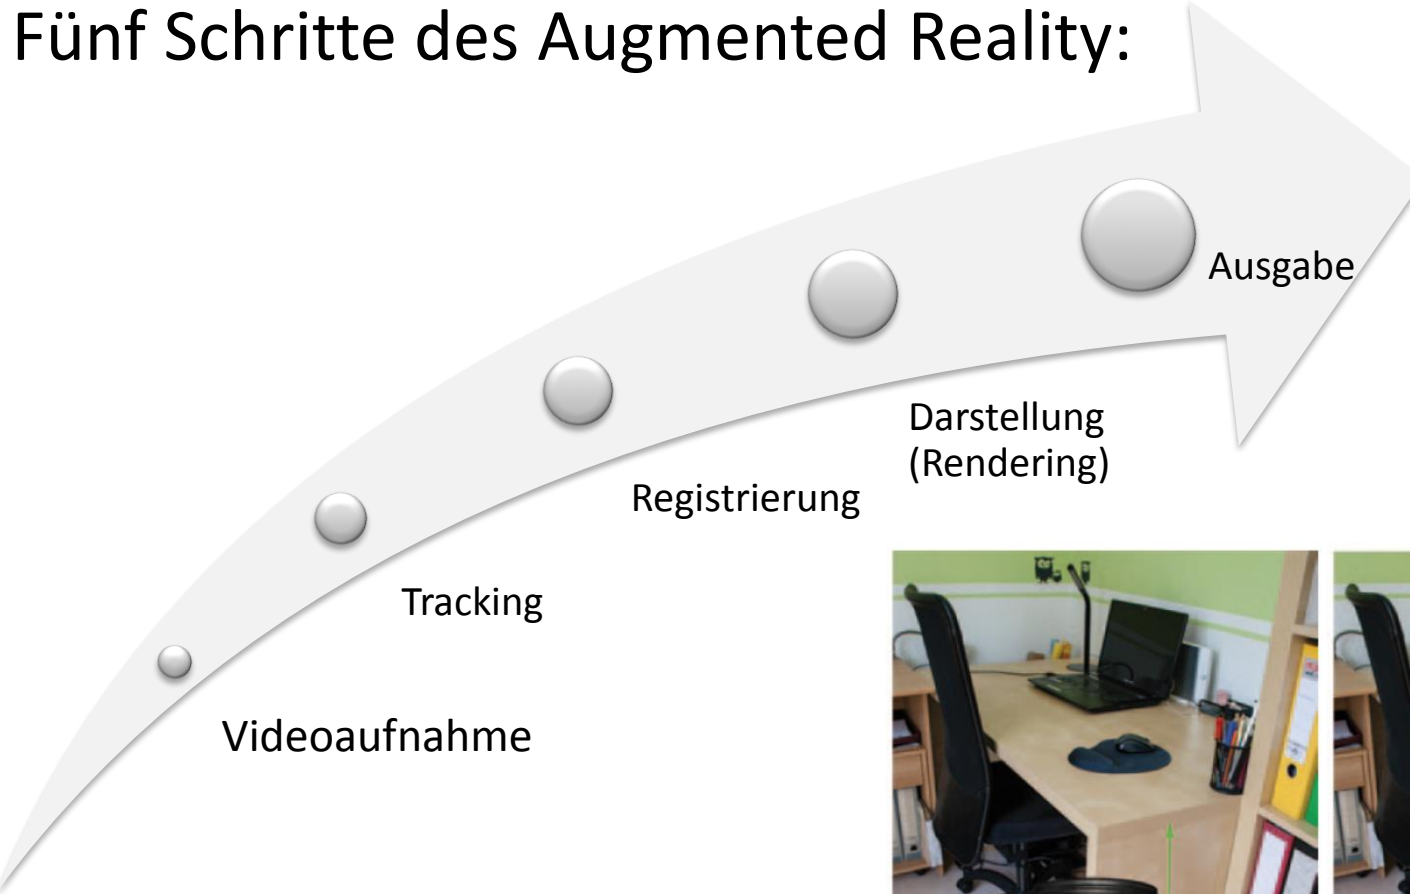 Fünf Schritte des Augmented Reality:
Ausgabe
Darstellung
(Rendering)
Registrierung
Tracking
Videoaufnahme